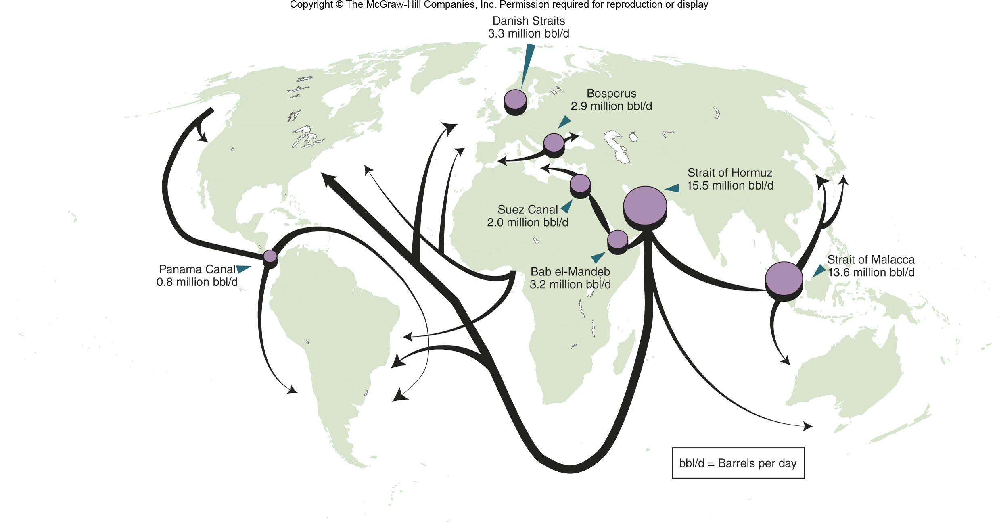 Copyright © The McGraw-Hill Companies, Inc. Permission required for reproduction or display
Danish Straits
3.3 million bbl/d
Bosporus
2.9 million bbl/d
Strait of Hormuz
15.5 million bbl/d
Suez Canal
2.0 million bbl/d
Strait of Malacca
13.6 million bbl/d
Panama Canal
0.8 million bbl/d
Bab el-Mandeb
3.2 million bbl/d
bbl/d = Barrels per day